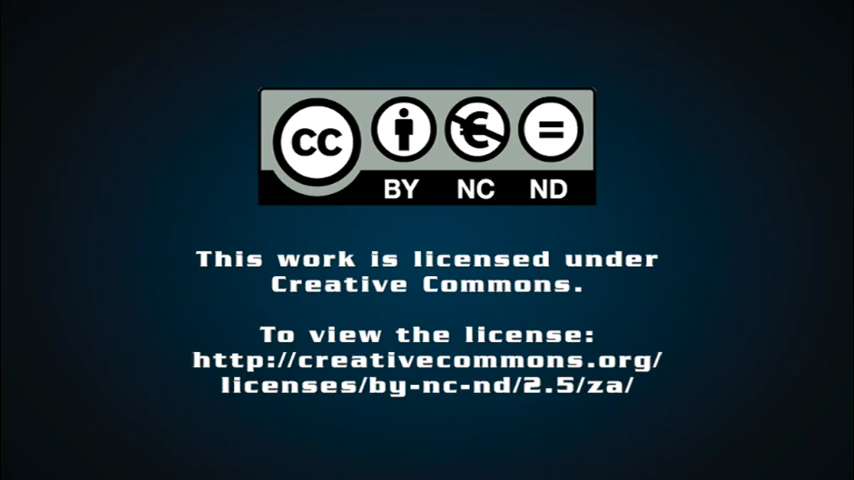 CC
BY NC ND
This work is licensed under
Creative Commons.
To view the license:
http://creativecommons.org/
licenses/by-nc-nd/2.5/za/